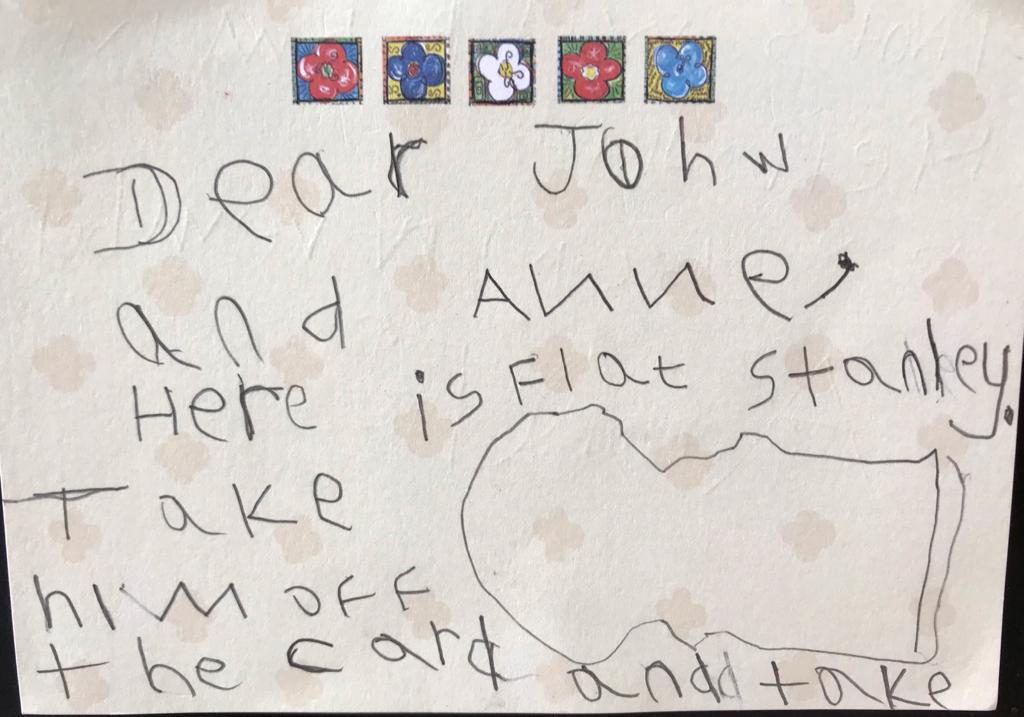 Dear John
and Anne,
Here is Flat Stanley.
Take
him off
the card and take